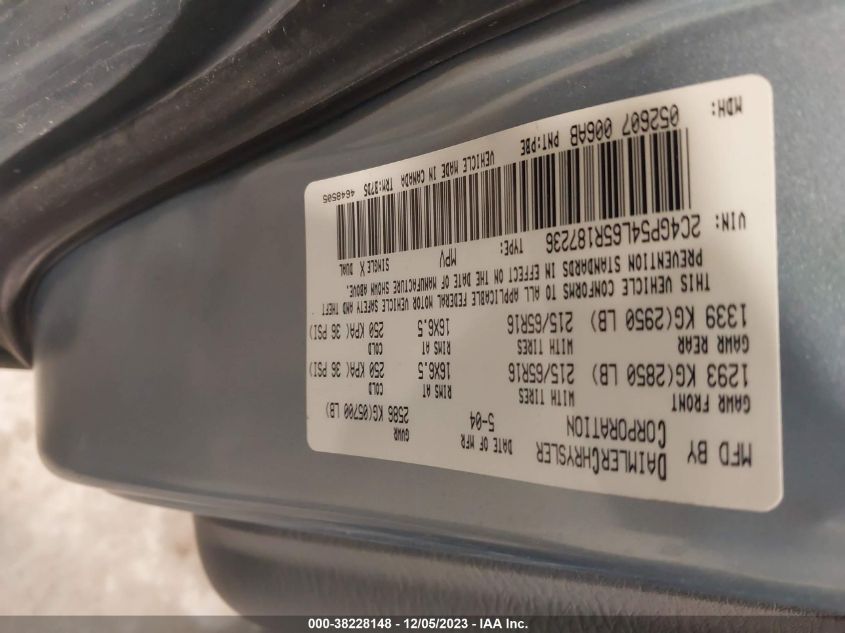 MFD BY DAIMLERCHRYSLER CORPORATION
DATE OF MFR 5-04
GVWR 2586 KG(05700 LB)
GAWR FRONT WITH TIRES RIMS AT COLD
1293 KG(2850 LB) 215/65R16 16X6.5 250 KPA( 36 PSI)
GAWR REAR WITH TIRES RIMS AT COLD
1339 KG(2950 LB) 215/65R16 16X6.5 250 KPA( 36 PSI)
THIS VEHICLE CONFORMS TO ALL APPLICABLE FEDERAL MOTOR VEHICLE SAFETY AND THEFT
PREVENTION STANDARDS IN EFFECT ON THE DATE OF MANUFACTURE SHOWN ABOVE.
VIN: 2C4GP54L65R187236 TYPE: MPV SINGLE X DUAL
MDH: 052607 006AB PNT:PBE VEHICLE MADE IN CANADA TRM:B7D5 4648505
000-38228148 - 12/05/2023 - IAA Inc.